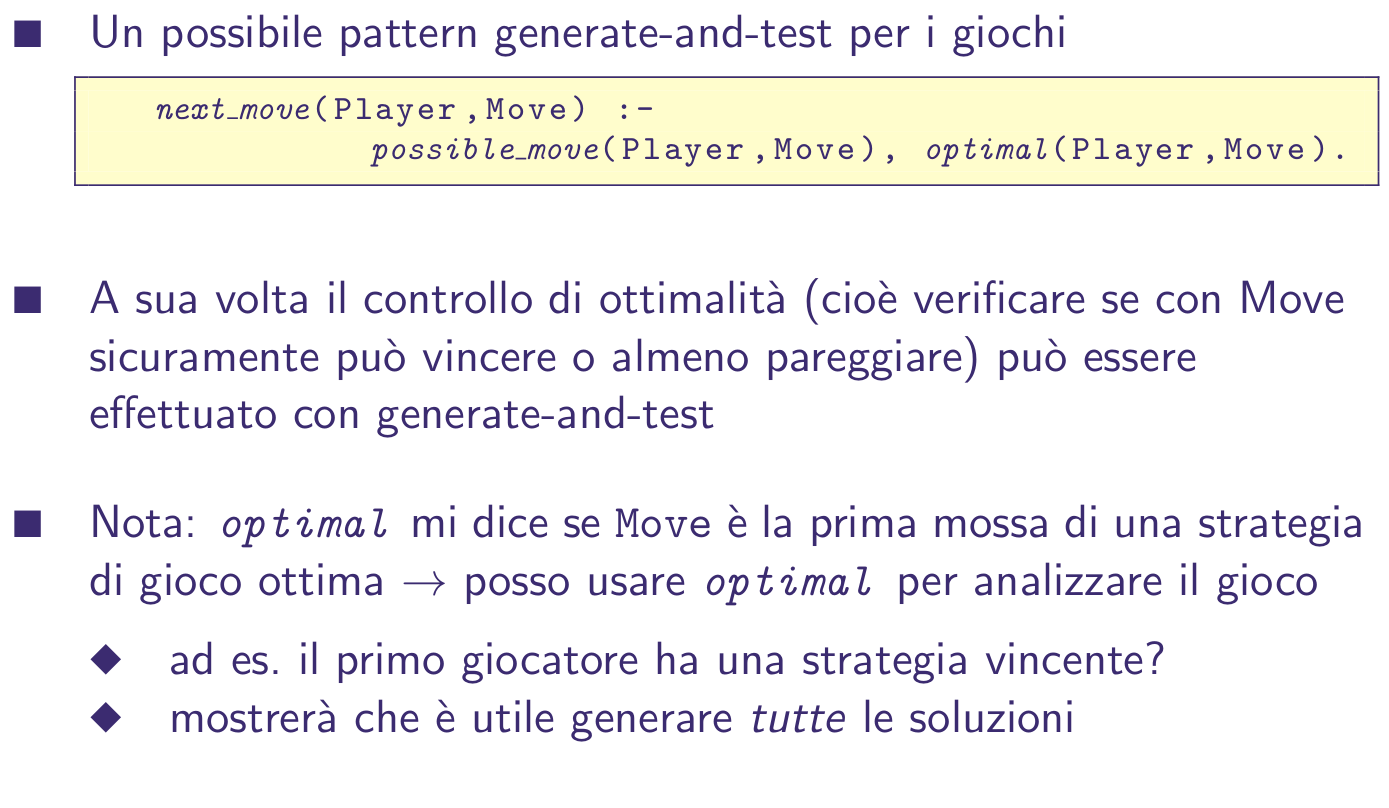 Un possibile pattern generate-and-test per i giochi
next_move(Player,Move) :-
possible_move(Player,Move), optimal(Player,Move).
A sua volta il controllo di ottimalità (cioè verificare se con Move
sicuramente può vincere o almeno pareggiare) può essere
effettuato con generate-and-test
Nota: optimal mi dice se Move è la prima mossa di una strategia
di gioco ottima → posso usare optimal per analizzare il gioco
ad es. il primo giocatore ha una strategia vincente?
mostrerà che è utile generare tutte le soluzioni